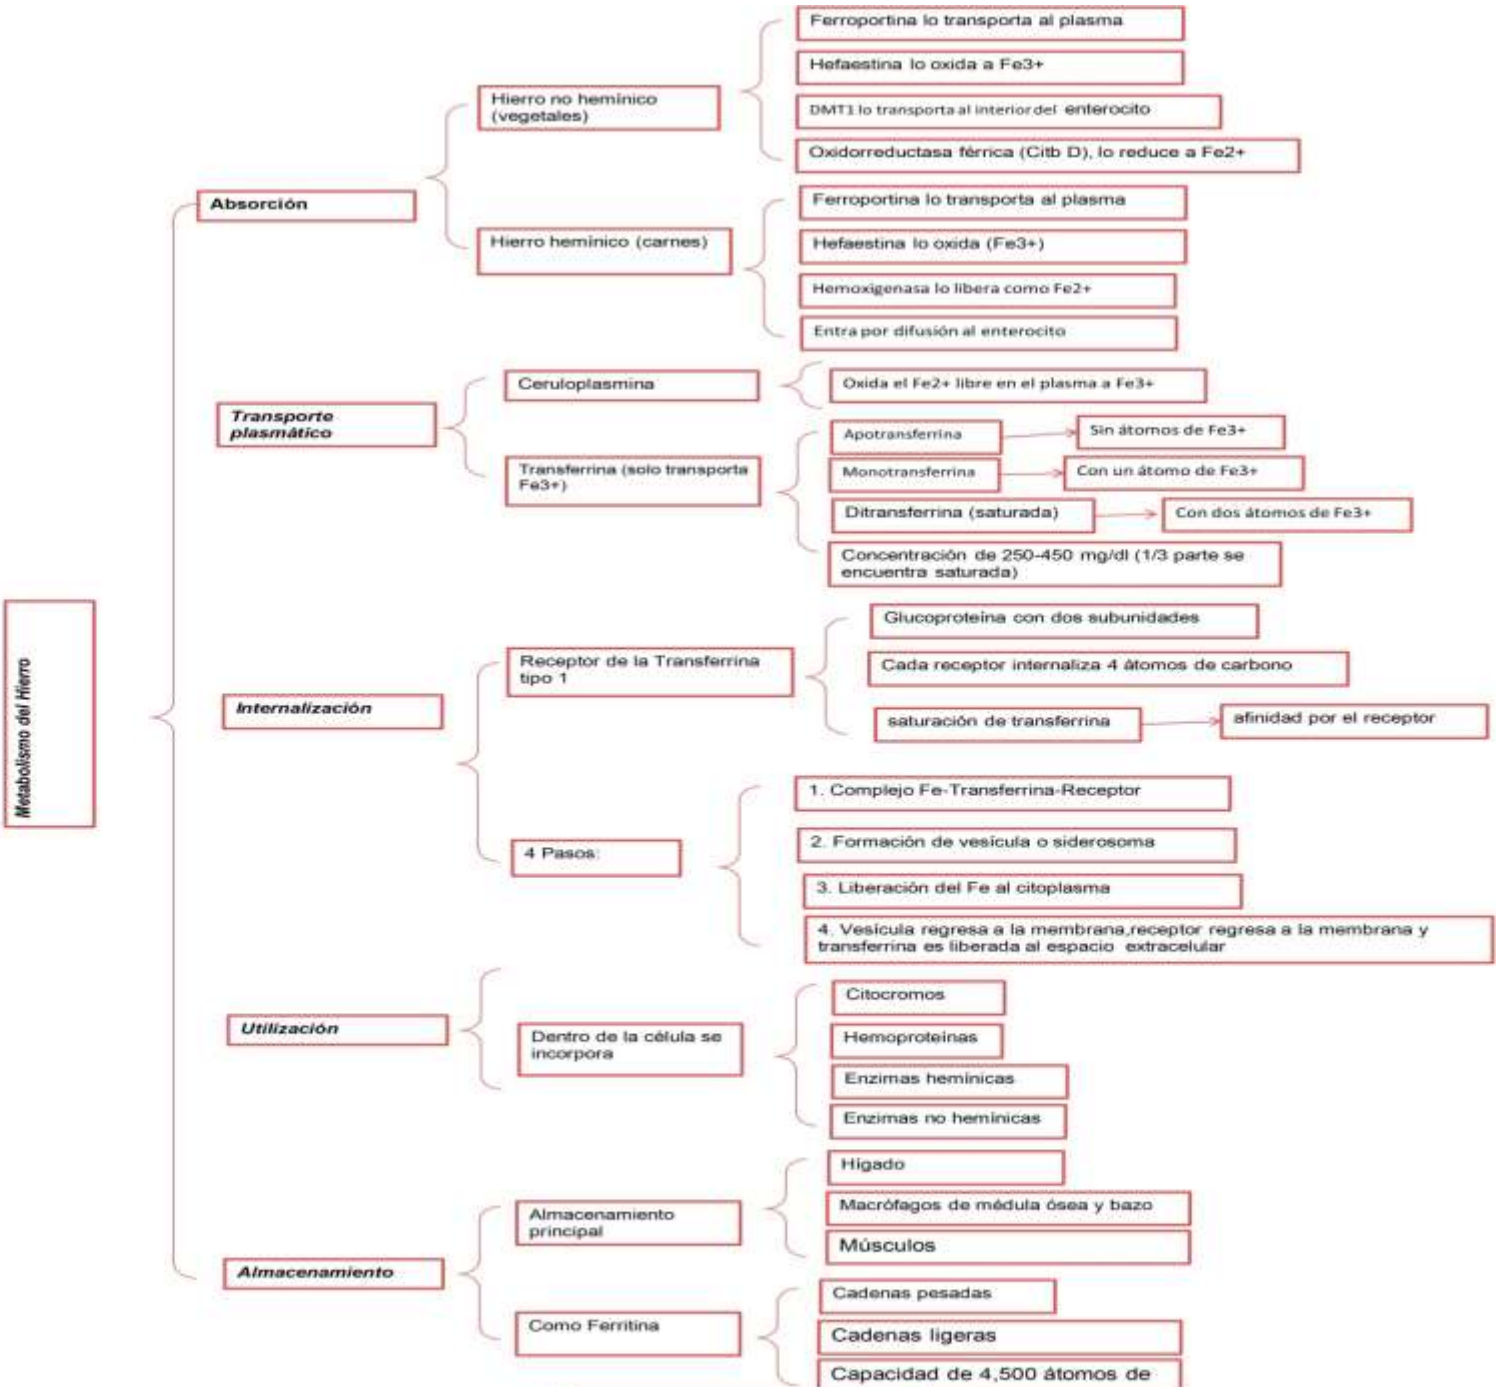 Metabolismo del Hierro
Absorción
Hierro no hemínico
(vegetales)
Ferroportina lo transporta al plasma
Hefaestina lo oxida a Fe3+
DMT1 lo transporta al interior del enterocito
Oxidorreductasa férrica (Citb D), lo reduce a Fe2+
Hierro hemínico (carnes)
Ferroportina lo transporta al plasma
Hefaestina lo oxida (Fe3+)
Hemoxigenasa lo libera como Fe2+
Entra por difusión al enterocito
Transporte
plasmático
Ceruloplasmina
Oxida el Fe2+ libre en el plasma a Fe3+
Transferrina (solo transporta
Fe3+)
Apotransferrina
Sin átomos de Fe3+
Monotransferrina
Con un átomo de Fe3+
Ditransferrina (saturada)
Con dos átomos de Fe3+
Concentración de 250-450 mg/dl (1/3 parte se
encuentra saturada)
Internalización
Receptor de la Transferrina
tipo 1
Glucoproteína con dos subunidades
Cada receptor internaliza 4 átomos de carbono
saturación de transferrina
afinidad por el receptor
4 Pasos:
1. Complejo Fe-Transferrina-Receptor
2. Formación de vesícula o siderosoma
3. Liberación del Fe al citoplasma
4. Vesícula regresa a la membrana,receptor regresa a la membrana y
transferrina es liberada al espacio extracelular
Utilización
Dentro de la célula se
incorpora
Citocromos
Hemoproteínas
Enzimas hemínicas
Enzimas no hemínicas
Almacenamiento
Almacenamiento
principal
Hígado
Macrófagos de médula ósea y bazo
Músculos
Como Ferritina
Cadenas pesadas
Cadenas ligeras
Capacidad de 4,500 átomos de